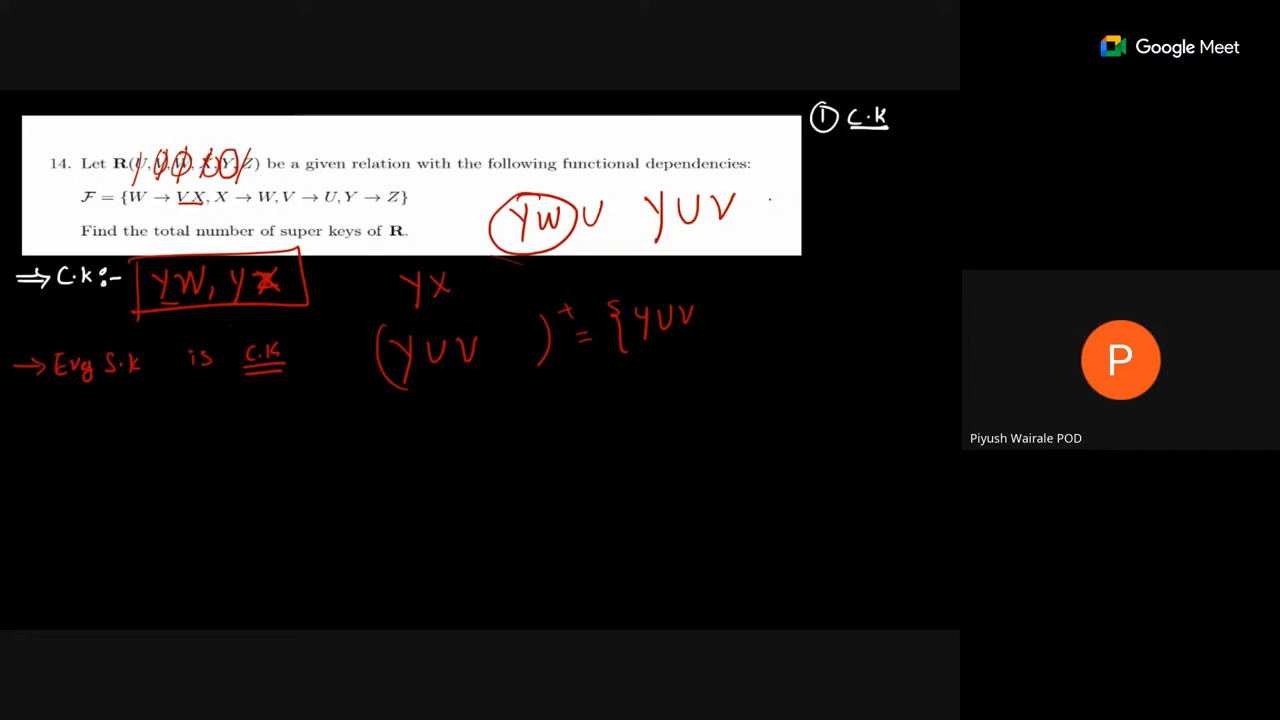 Google Meet
① C.K
14. Let R(U, V, W, X, Y, Z) be a given relation with the following functional dependencies:
F = {W → VX, X → W, V → U, Y → Z}
YWU YUV
Find the total number of super keys of R.
⇒ C.K:- YW, YX YX
→ Evg S.K is C.K (YUV )+ = {YUV
P
Piyush Wairale POD